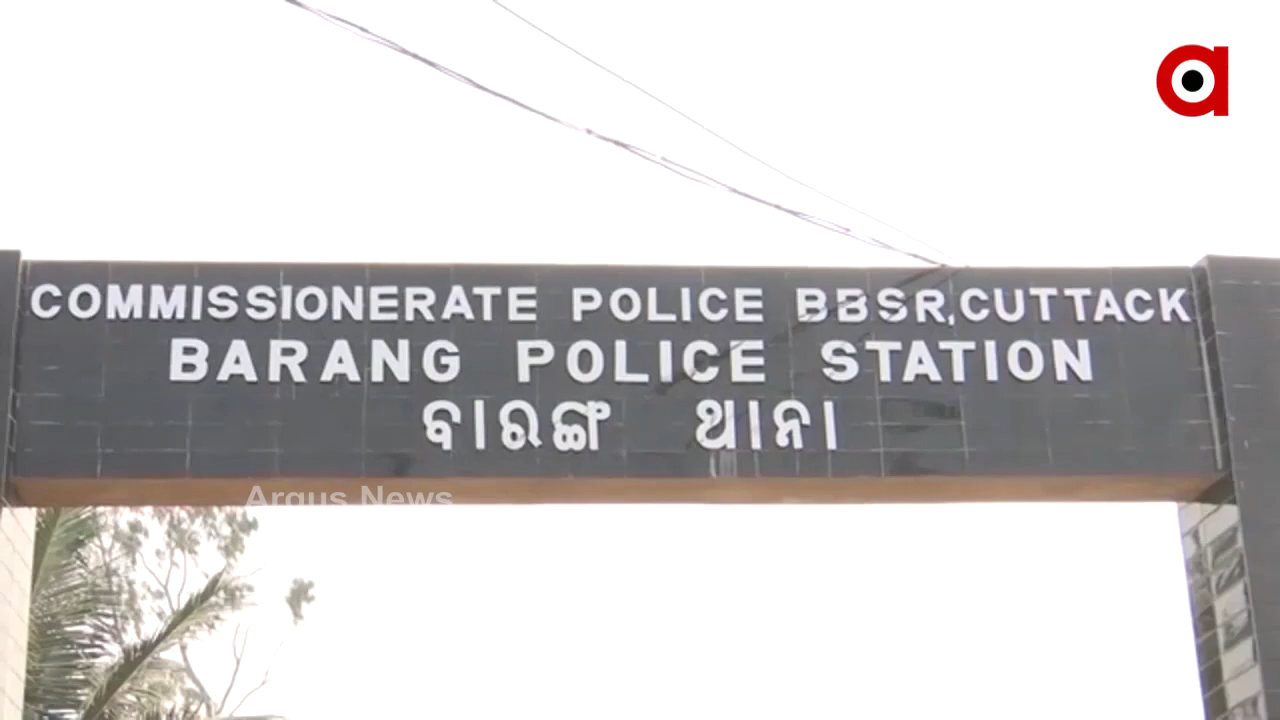 COMMISSIONERATE POLICE BBSR,CUTTACK
BARANG POLICE STATION
ବାରଙ୍ଗ ଥାନା
Argus News